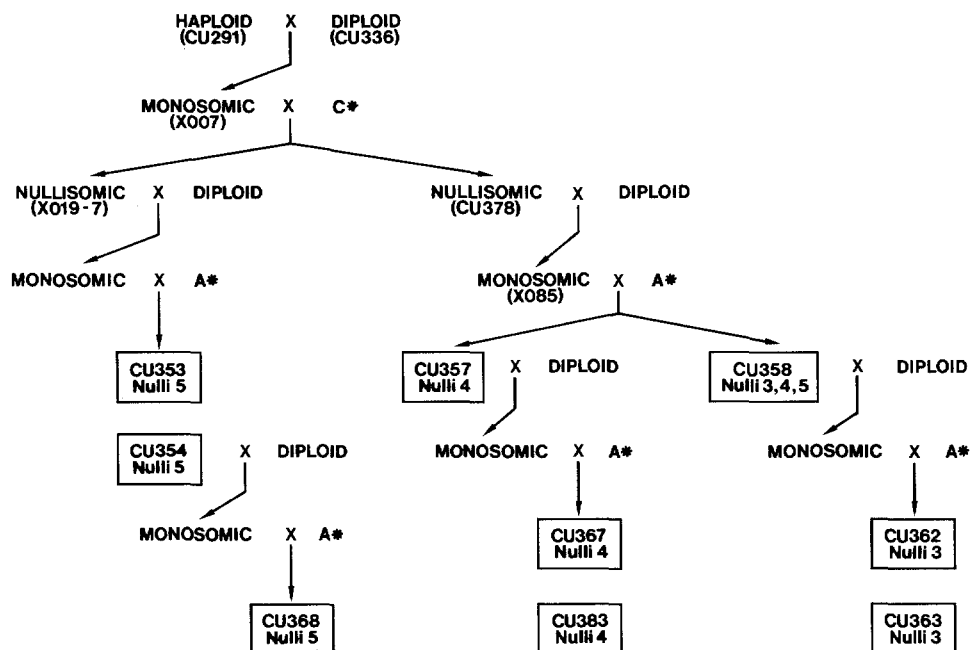 HAPLOID X DIPLOID
(CU291) (CU336)
MONOSOMIC X C*
(X007)
NULLISOMIC X DIPLOID NULLISOMIC X DIPLOID
(X019-7) (CU378)
MONOSOMIC X A* MONOSOMIC X A*
(X085)
CU353 CU357 X DIPLOID CU358 X DIPLOID
Nulli 5 Nulli 4 Nulli 3,4,5
CU354 X DIPLOID MONOSOMIC X A* MONOSOMIC X A*
Nulli 5
MONOSOMIC X A* CU367 CU362
Nulli 4 Nulli 3
CU368 CU383 CU363
Nulli 5 Nulli 4 Nulli 3